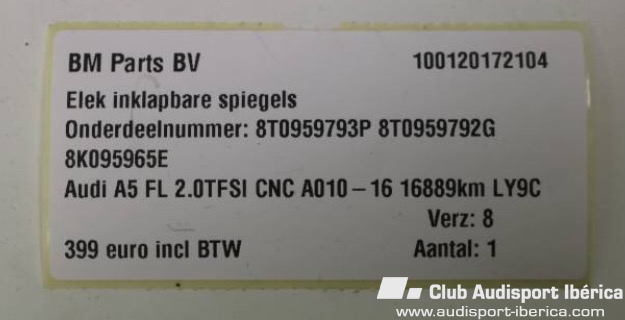 BM Parts BV 100120172104
Elek inklapbare spiegels
Onderdeelnummer: 8T0959793P 8T0959792G
8K095965E
Audi A5 FL 2.0TFSI CNC A010 – 16 16889km LY9C
Verz: 8
399 euro incl BTW Aantal: 1
Club Audisport Ibérica
www.audisport-iberica.com